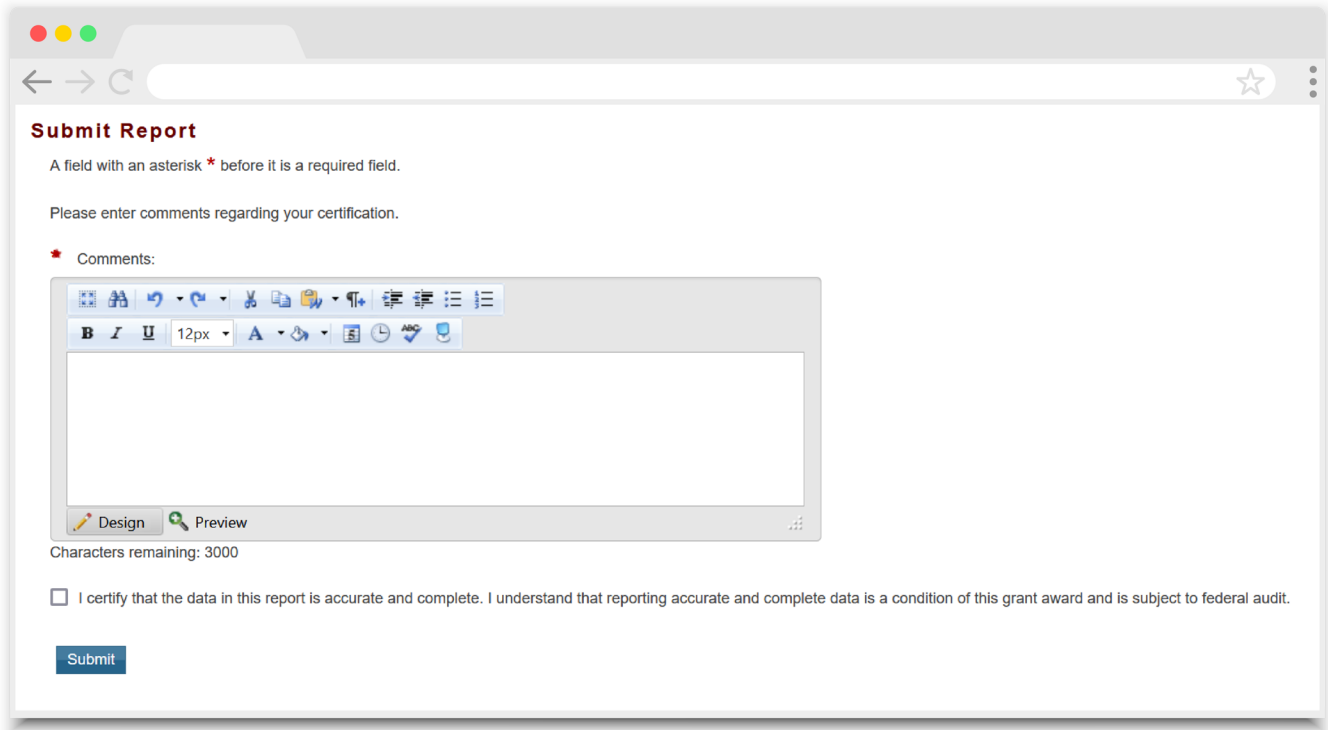 Submit Report
A field with an asterisk * before it is a required field.
Please enter comments regarding your certification.
* Comments:
B I U 12px A 5 ABC
Design Preview
Characters remaining: 3000
I certify that the data in this report is accurate and complete. I understand that reporting accurate and complete data is a condition of this grant award and is subject to federal audit.
Submit